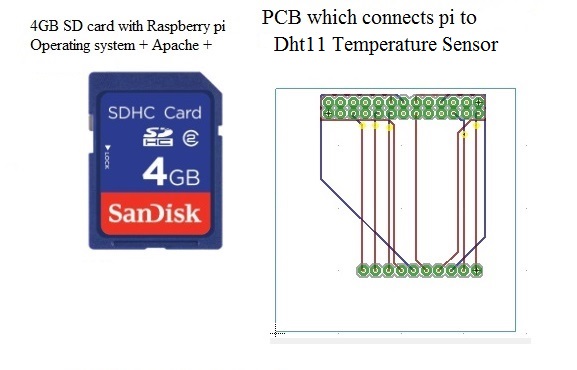 4GB SD card with Raspberry pi
Operating system + Apache +
PCB which connects pi to
Dht11 Temperature Sensor
SDHC Card
SD HC 2
LOCK
4GB
SanDisk